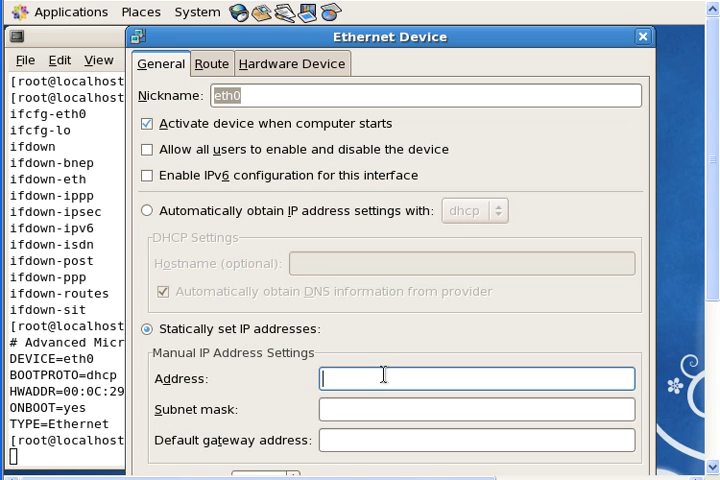 Applications Places System
Ethernet Device
File Edit View
General Route Hardware Device
[root@localhost
[root@localhost
ifcfg-eth0
ifcfg-lo
ifdown
ifdown-bnep
ifdown-eth
ifdown-ippp
ifdown-ipsec
ifdown-ipv6
ifdown-isdn
ifdown-post
ifdown-ppp
ifdown-routes
ifdown-sit
[root@localhost
# Advanced Micr
DEVICE=eth0
BOOTPROTO=dhcp
HWADDR=00:0C:29
ONBOOT=yes
TYPE=Ethernet
[root@localhost
Nickname: eth0
Activate device when computer starts
Allow all users to enable and disable the device
Enable IPv6 configuration for this interface
Automatically obtain IP address settings with: dhcp
DHCP Settings
Hostname (optional):
Automatically obtain DNS information from provider
Statically set IP addresses:
Manual IP Address Settings
Address:
Subnet mask:
Default gateway address: